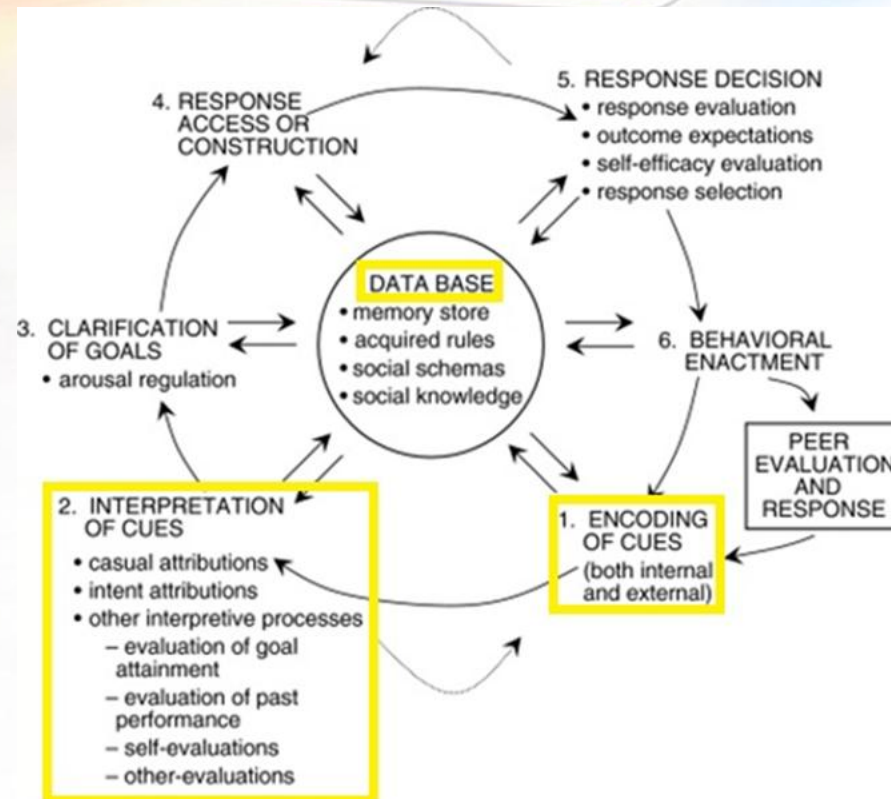 4. RESPONSE
ACCESS OR
CONSTRUCTION
5. RESPONSE DECISION
• response evaluation
• outcome expectations
• self-efficacy evaluation
• response selection
DATA BASE
• memory store
• acquired rules
• social schemas
• social knowledge
3. CLARIFICATION
OF GOALS
• arousal regulation
6. BEHAVIORAL
ENACTMENT
PEER
EVALUATION
AND
RESPONSE
2. INTERPRETATION
OF CUES
• casual attributions
• intent attributions
• other interpretive processes
– evaluation of goal
attainment
– evaluation of past
performance
– self-evaluations
– other-evaluations
1. ENCODING
OF CUES
(both internal
and external)